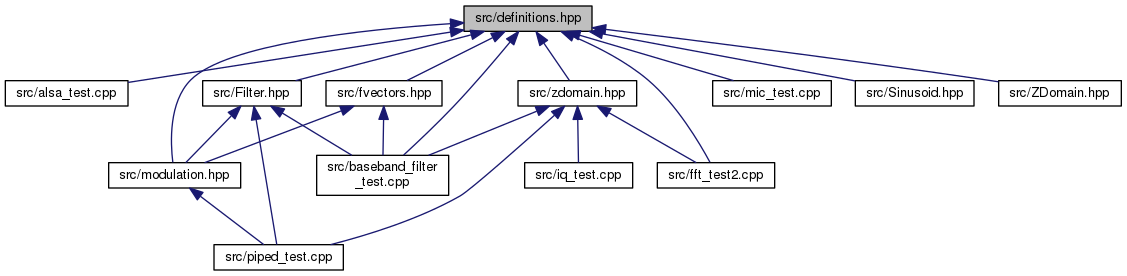 src/definitions.hpp
src/alsa_test.cpp
src/Filter.hpp
src/fvectors.hpp
src/zdomain.hpp
src/mic_test.cpp
src/Sinusoid.hpp
src/ZDomain.hpp
src/modulation.hpp
src/baseband_filter
_test.cpp
src/iq_test.cpp
src/fft_test2.cpp
src/piped_test.cpp